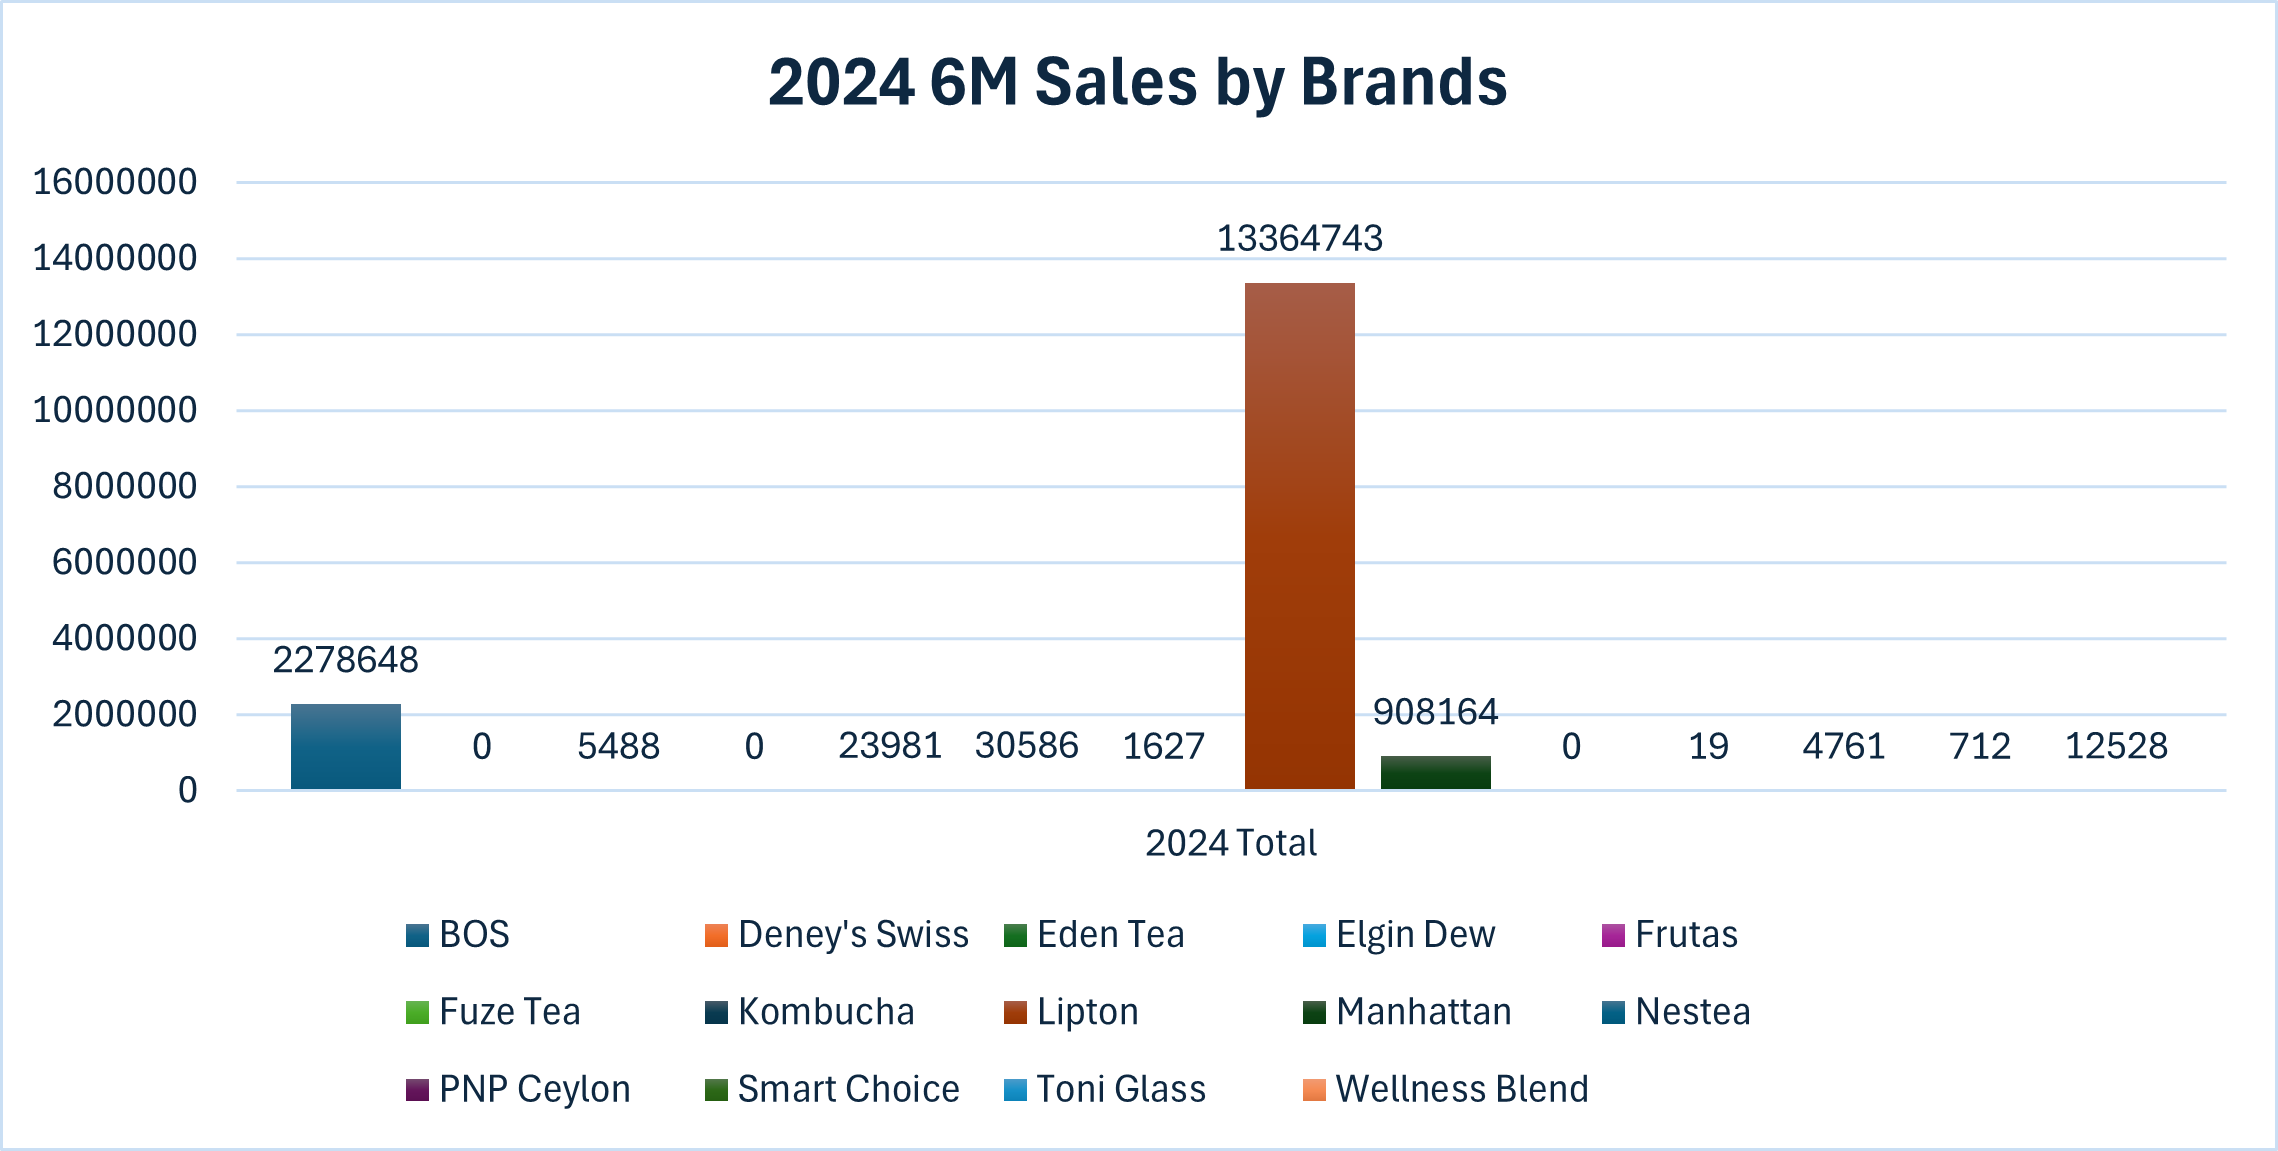 2024 6M Sales by Brands
16000000
14000000
12000000
10000000
8000000
6000000
4000000
2000000
0
2278648
0
5488
0
23981
30586
1627
13364743
908164
0
19
4761
712
12528
2024 Total
BOS
Deney's Swiss
Eden Tea
Elgin Dew
Frutas
Fuze Tea
Kombucha
Lipton
Manhattan
Nestea
PNP Ceylon
Smart Choice
Toni Glass
Wellness Blend